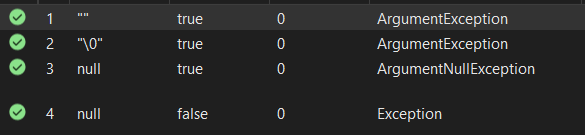 1 "" true 0 ArgumentException
2 "\0" true 0 ArgumentException
3 null true 0 ArgumentNullException
4 null false 0 Exception